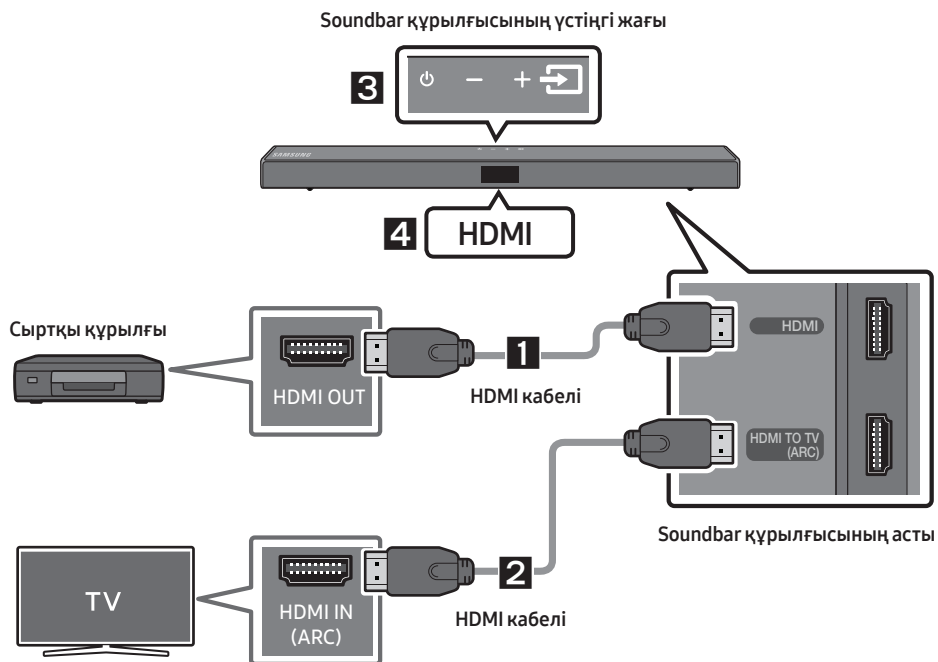 Soundbar құрылғысының үстіңгі жағы
3
SAMSUNG
4
HDMI
Сыртқы құрылғы
HDMI OUT
1
HDMI кабелі
HDMI
HDMI TO TV
(ARC)
Soundbar құрылғысының асты
TV
HDMI IN
(ARC)
2
HDMI кабелі